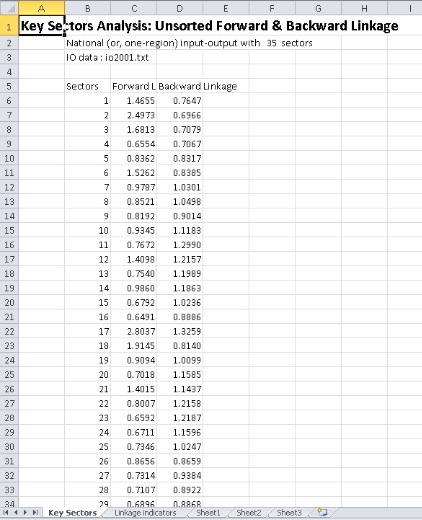 A B C D E F G H I
1 Key Sectors Analysis: Unsorted Forward & Backward Linkage
2 National (or, one-region) input-output with 35 sectors
3 IO data : io2001.txt
4
5 Sectors Forward L Backward Linkage
6 1 1.4655 0.7647
7 2 2.4973 0.6966
8 3 1.6813 0.7079
9 4 0.6554 0.7067
10 5 0.8362 0.8317
11 6 1.5262 0.8385
12 7 0.9787 1.0301
13 8 0.8521 1.0498
14 9 0.8192 0.9014
15 10 0.9345 1.1183
16 11 0.7672 1.2990
17 12 1.4098 1.2157
18 13 0.7540 1.1989
19 14 0.9860 1.1863
20 15 0.6792 1.0236
21 16 0.6491 0.8886
22 17 2.8037 1.3259
23 18 1.9145 0.8140
24 19 0.9094 1.0099
25 20 0.7018 1.1585
26 21 1.4015 1.1437
27 22 0.8007 1.2158
28 23 0.6592 1.2187
29 24 0.6711 1.1596
30 25 0.7346 1.0247
31 26 0.8656 0.8659
32 27 0.7314 0.9384
33 28 0.7107 0.8922
34 29 0.6896 0.8868
Key Sectors Linkage indicators Sheet1 Sheet2 Sheet3